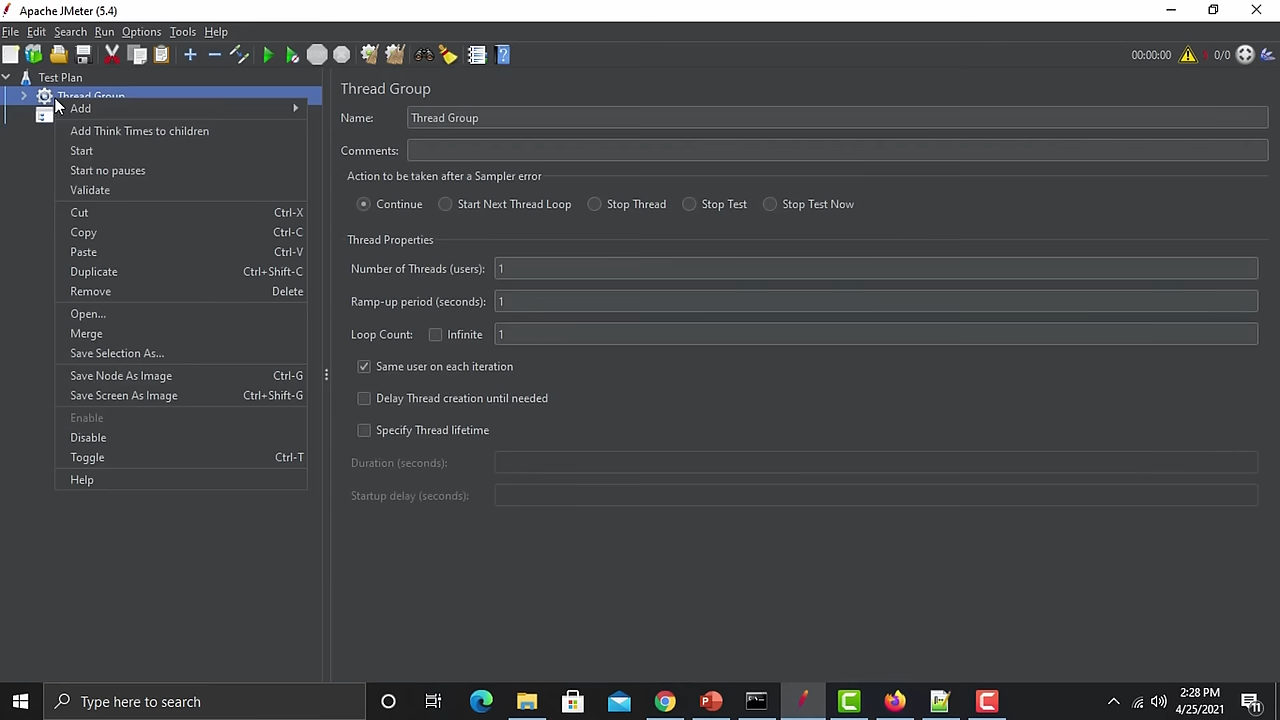 Apache JMeter (5.4)
File Edit Search Run Options Tools Help
00:00:00 0/0
Test Plan
Thread Group
Add
Add Think Times to children
Start
Start no pauses
Validate
Cut Ctrl-X
Copy Ctrl-C
Paste Ctrl-V
Duplicate Ctrl+Shift-C
Remove Delete
Open...
Merge
Save Selection As...
Save Node As Image Ctrl-G
Save Screen As Image Ctrl+Shift-G
Enable
Disable
Toggle Ctrl-T
Help
Thread Group
Name: Thread Group
Comments:
Action to be taken after a Sampler error
Continue Start Next Thread Loop Stop Thread Stop Test Stop Test Now
Thread Properties
Number of Threads (users): 1
Ramp-up period (seconds): 1
Loop Count: Infinite 1
Same user on each iteration
Delay Thread creation until needed
Specify Thread lifetime
Duration (seconds):
Startup delay (seconds):
Type here to search
2:28 PM
4/25/2021
11